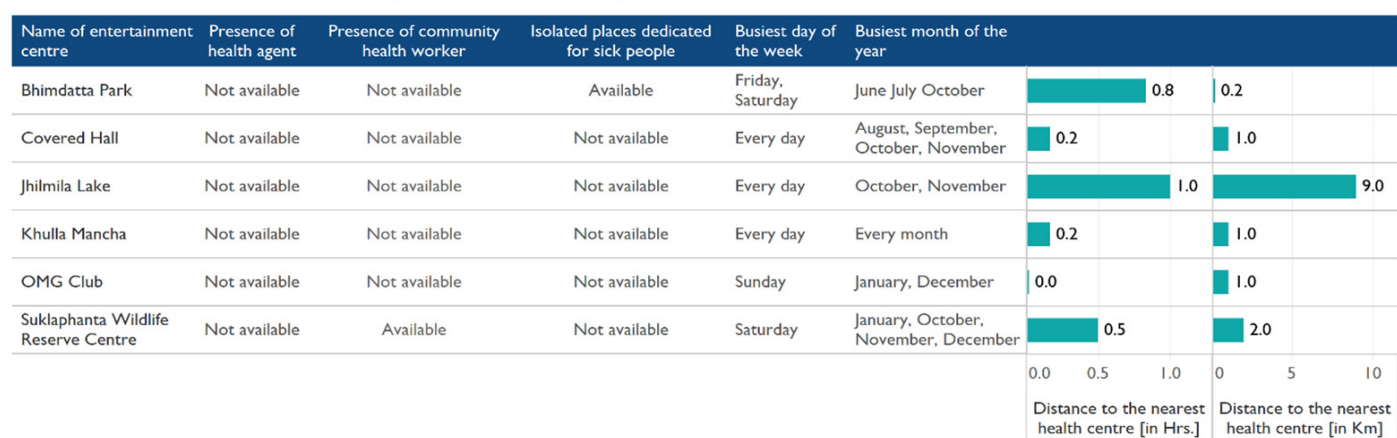 Name of entertainment centre Presence of health agent Presence of community health worker Isolated places dedicated for sick people Busiest day of the week Busiest month of the year
Bhimdatta Park Not available Not available Available Friday, Saturday June July October 0.8 0.2
Covered Hall Not available Not available Not available Every day August, September, October, November 0.2 1.0
Jhilmila Lake Not available Not available Not available Every day October, November 1.0 9.0
Khulla Mancha Not available Not available Not available Every day Every month 0.2 1.0
OMG Club Not available Not available Not available Sunday January, December 0.0 1.0
Suklaphanta Wildlife Reserve Centre Not available Available Not available Saturday January, October, November, December 0.5 2.0
0.0 0.5 1.0 0 5 10
Distance to the nearest health centre [in Hrs.] Distance to the nearest health centre [in Km]